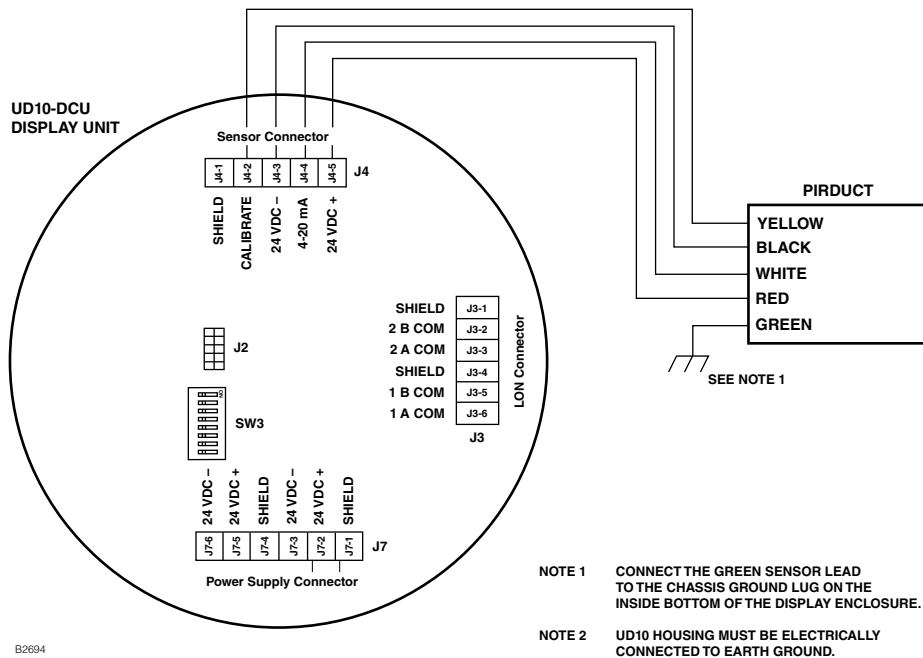 UD10-DCU
DISPLAY UNIT
Sensor Connector
J4-1
J4-2
J4-3
J4-4
J4-5
J4
SHIELD
CALIBRATE
24 VDC –
4-20 mA
24 VDC +
PIRDUCT
YELLOW
BLACK
WHITE
RED
GREEN
SEE NOTE 1
J2
SW3
ON
SHIELD J3-1
2 B COM J3-2
2 A COM J3-3
SHIELD J3-4
1 B COM J3-5
1 A COM J3-6
J3
LON Connector
24 VDC –
24 VDC +
SHIELD
24 VDC –
24 VDC +
SHIELD
J7-6
J7-5
J7-4
J7-3
J7-2
J7-1
J7
Power Supply Connector
NOTE 1 CONNECT THE GREEN SENSOR LEAD
TO THE CHASSIS GROUND LUG ON THE
INSIDE BOTTOM OF THE DISPLAY ENCLOSURE.
NOTE 2 UD10 HOUSING MUST BE ELECTRICALLY
CONNECTED TO EARTH GROUND.
B2694